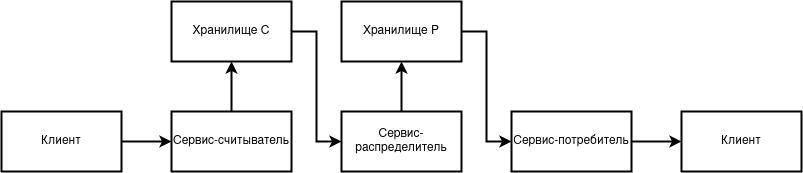 Хранилище С
Хранилище Р
Клиент
Сервис-считыватель
Сервис-
распределитель
Сервис-потребитель
Клиент